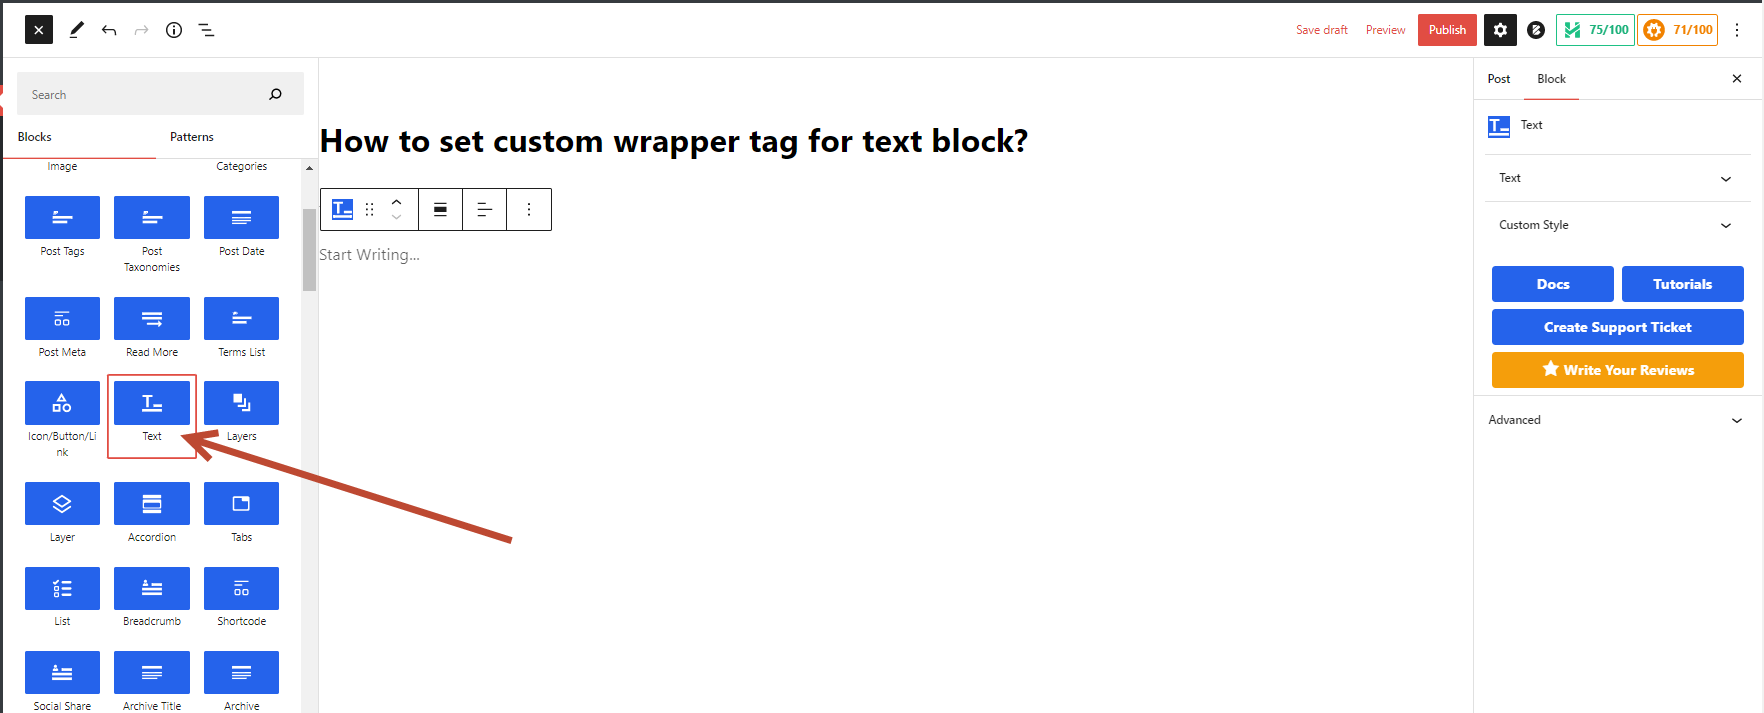 Save draft
Preview
Publish
75/100
71/100
Search
Blocks
Patterns
Image
Categories
Post Tags
Post
Taxonomies
Post Date
Post Meta
Read More
Terms List
Icon/Button/Li
nk
Text
Layers
Layer
Accordion
Tabs
List
Breadcrumb
Shortcode
Social Share
Archive Title
Archive
How to set custom wrapper tag for text block?
Start Writing...
Post
Block
Text
Text
Custom Style
Docs
Tutorials
Create Support Ticket
Write Your Reviews
Advanced